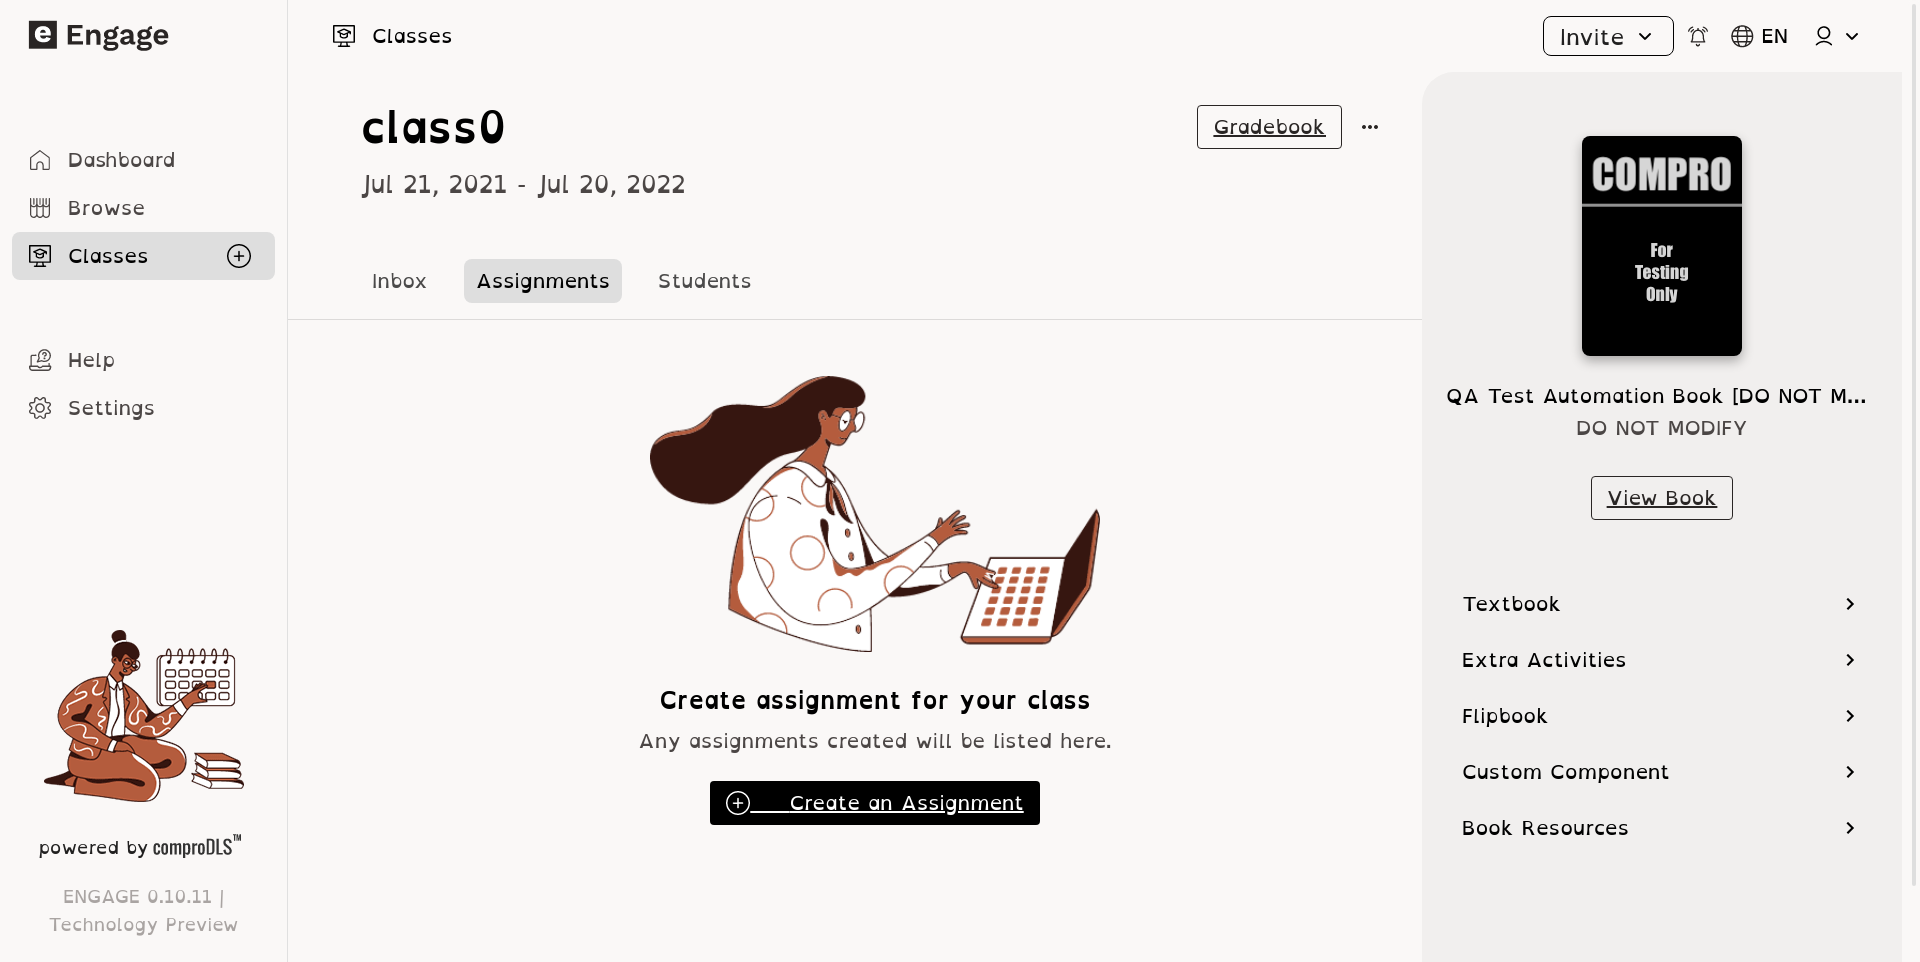 e Engage
Classes
Invite
EN
Dashboard
Browse
Classes
Help
Settings
powered by comproDLS™
ENGAGE 0.10.11 |
Technology Preview
class0
Gradebook
...
Jul 21, 2021 - Jul 20, 2022
Inbox
Assignments
Students
Create assignment for your class
Any assignments created will be listed here.
Create an Assignment
COMPRO
For
Testing
Only
QA Test Automation Book [DO NOT M...
DO NOT MODIFY
View Book
Textbook
Extra Activities
Flipbook
Custom Component
Book Resources